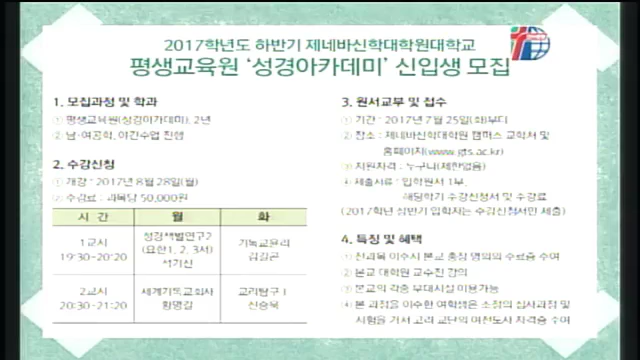 2017학년도 하반기 제네바신학대학원대학교
평생교육원 '성경아카데미' 신입생 모집
1. 모집과정 및 학과
① 평생교육원(성경아카데미), 2년
② 남·여공학, 야간수업 진행
2. 수강신청
① 개강 : 2017년 8월 28일(월)
② 수강료 : 과목당 50,000원
시 간 월 화
1교시 성경책별연구2 기독교윤리
19:30~20:20 (요한1, 2, 3서) 김길곤
석기신
2교시 세계기독교회사 교리탐구Ⅰ
20:30~21:20 황명길 신승욱
3. 원서교부 및 접수
① 기간 : 2017년 7월 25일(화)부터
② 장소 : 제네바신학대학원 캠퍼스 교학처 및
홈페이지(www.gts.ac.kr)
③ 지원자격 : 누구나(제한없음)
④ 제출서류 : 입학원서 1부,
해당학기 수강신청서 및 수강료
(2017학년 상반기 입학자는 수강신청서만 제출)
4. 특징 및 혜택
① 전과목 이수시 본교 총장 명의의 수료증 수여
② 본교 대학원 교수진 강의
③ 본교의 각종 부대시설 이용가능
④ 본 과정을 이수한 여학생은 소정의 심사과정 및
시험을 거쳐 고려 교단의 여전도사 자격증 수여